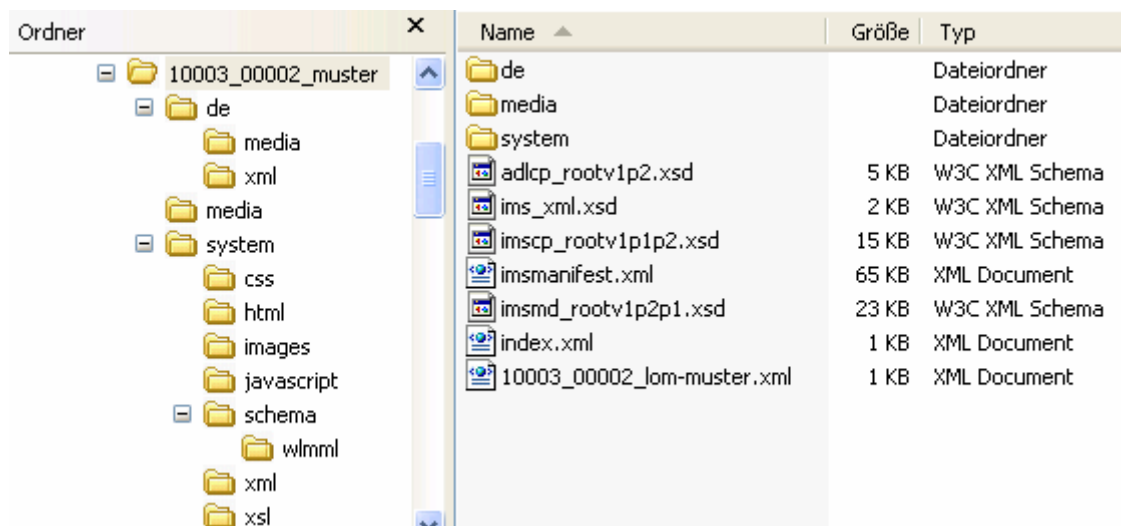 Ordner
10003_00002_muster
de
media
xml
media
system
css
html
images
javascript
schema
wlmml
xml
xsl
Name Größe Typ
de Dateiordner
media Dateiordner
system Dateiordner
adlcp_rootv1p2.xsd 5 KB W3C XML Schema
ims_xml.xsd 2 KB W3C XML Schema
imscp_rootv1p1p2.xsd 15 KB W3C XML Schema
imsmanifest.xml 65 KB XML Document
imsmd_rootv1p2p1.xsd 23 KB W3C XML Schema
index.xml 1 KB XML Document
10003_00002_lom-muster.xml 1 KB XML Document